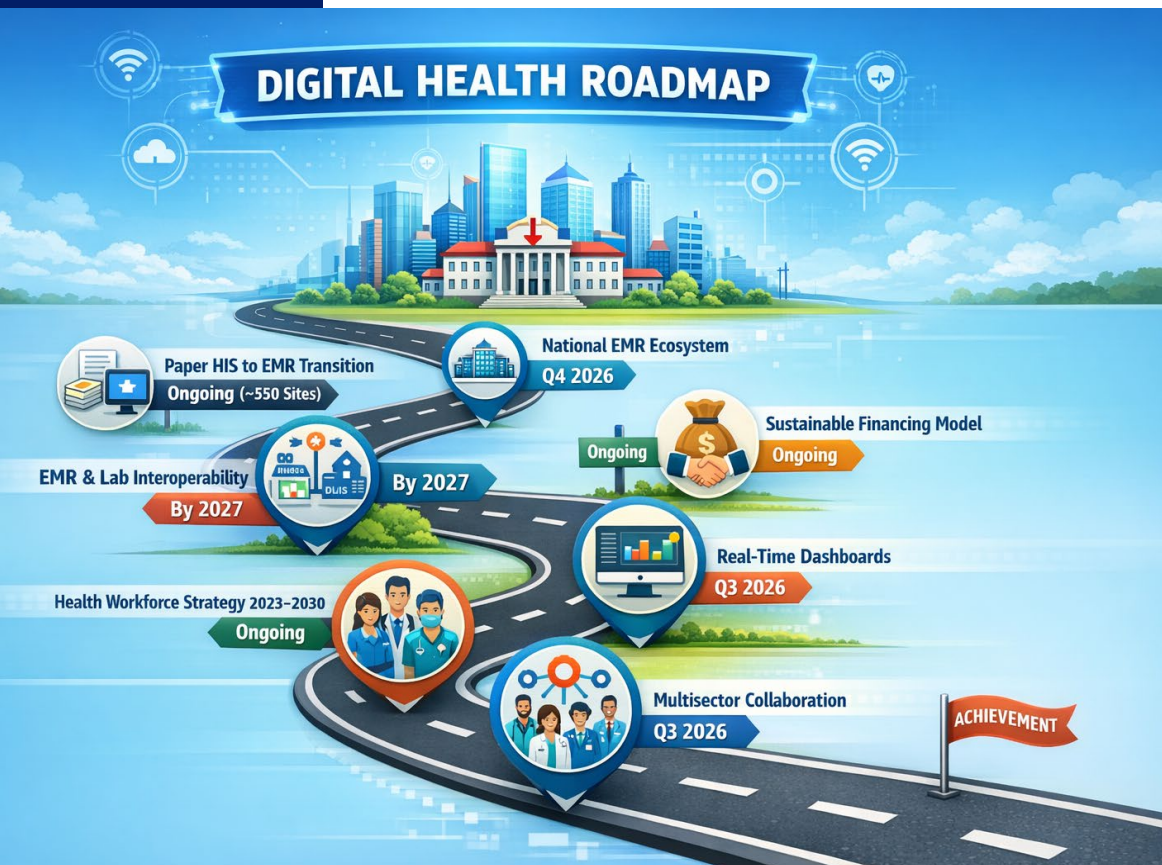 DIGITAL HEALTH ROADMAP
Paper HIS to EMR Transition
Ongoing (~550 Sites)
National EMR Ecosystem
Q4 2026
Sustainable Financing Model
Ongoing
Ongoing
EMR & Lab Interoperability
By 2027
By 2027
DLIIS
Real-Time Dashboards
Q3 2026
Health Workforce Strategy 2023–2030
Ongoing
Multisector Collaboration
Q3 2026
ACHIEVEMENT